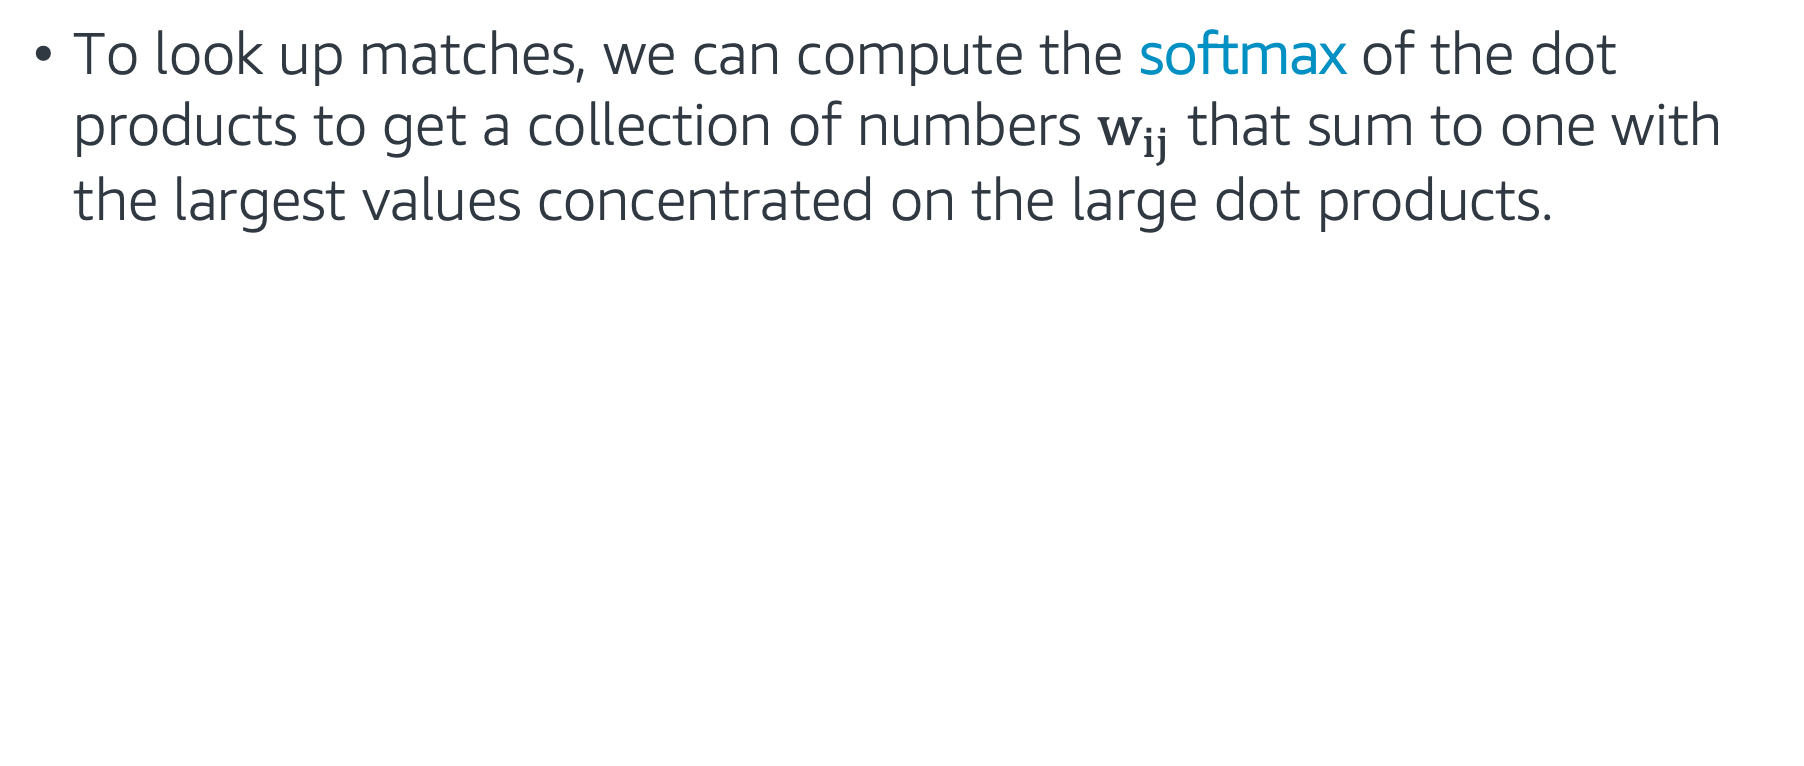 • To look up matches, we can compute the softmax of the dot
products to get a collection of numbers wᵢⱼ that sum to one with
the largest values concentrated on the large dot products.